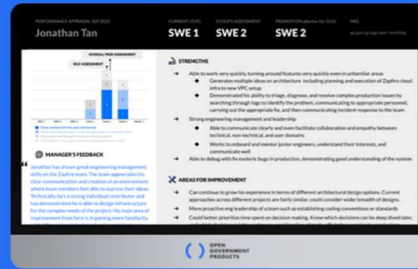 PERFORMANCE APPRAISAL SEP 2020
Jonathan Tan
CURRENT LEVEL
SWE 1
GROUP'S ASSESSMENT
SWE 2
SWE 2
FAQ
OVERALL PEER ASSESSMENT
SELF ASSESSMENT
MANAGER'S FEEDBACK
Jonathan has shown great engineering management
skills on the Zapfire team. The team appreciates his
clear communication and creation of an environment
where team members feel able to express their ideas.
Technically, he's a strong individual contributor and
has demonstrated he is able to design infrastructure
for the complex needs of the project. His main area of
improvement from here is in gaining more familiarity
STRENGTHS
Able to work very quickly, turning around features very quickly even in unfamiliar areas
Generates multiple ideas on architecture including planning and execution of Zapfire cloud
infra to new VPC setup
Demonstrated his ability to triage, diagnose, and resolve complex production issues by
searching through logs to identify the problem, communicating to appropriate personnel,
carrying out the appropriate fix, and then communicating incident response to the team
Strong engineering management and leadership
Able to communicate clearly and even facilitate collaboration and empathy between
technical, non-technical, and user domains
Works to onboard and mentor junior engineers, understand their interests, and
communicate well
Able to debug with fix esoteric bugs in production, demonstrating good understanding of the system
AREAS FOR IMPROVEMENT
Can continue to grow his experience in terms of different architectural design options. Current
approaches across different projects are fairly similar, could consider wider breadth of designs.
More proactive eng leadership of a team such as establishing coding conventions or standards
Could better prioritize time spent on decision-making. Know which decisions can be deep dived later,
OPEN
GOVERNMENT
PRODUCTS